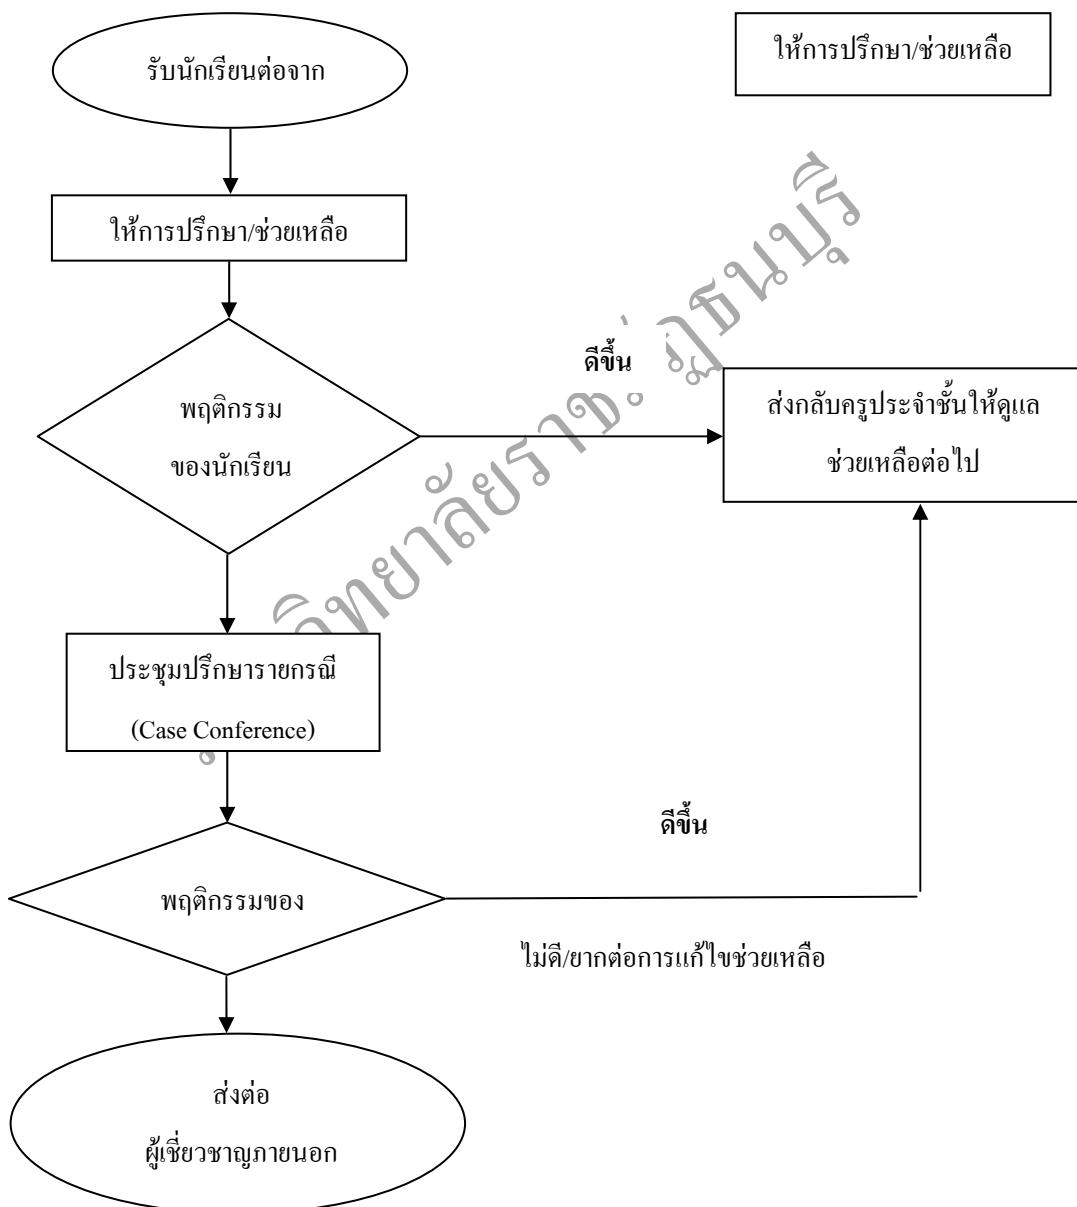 รับนักเรียนต่อจาก
ให้การปรึกษา/ช่วยเหลือ
ให้การปรึกษา/ช่วยเหลือ
พฤติกรรม
ของนักเรียน
ดีขึ้น
ส่งกลับครูประจำชั้นให้ดูแล
ช่วยเหลือต่อไป
ประชุมปรึกษารายกรณี
(Case Conference)
ดีขึ้น
พฤติกรรมของ
ไม่ดี/ยากต่อการแก้ไขช่วยเหลือ
ส่งต่อ
ผู้เชี่ยวชาญภายนอก